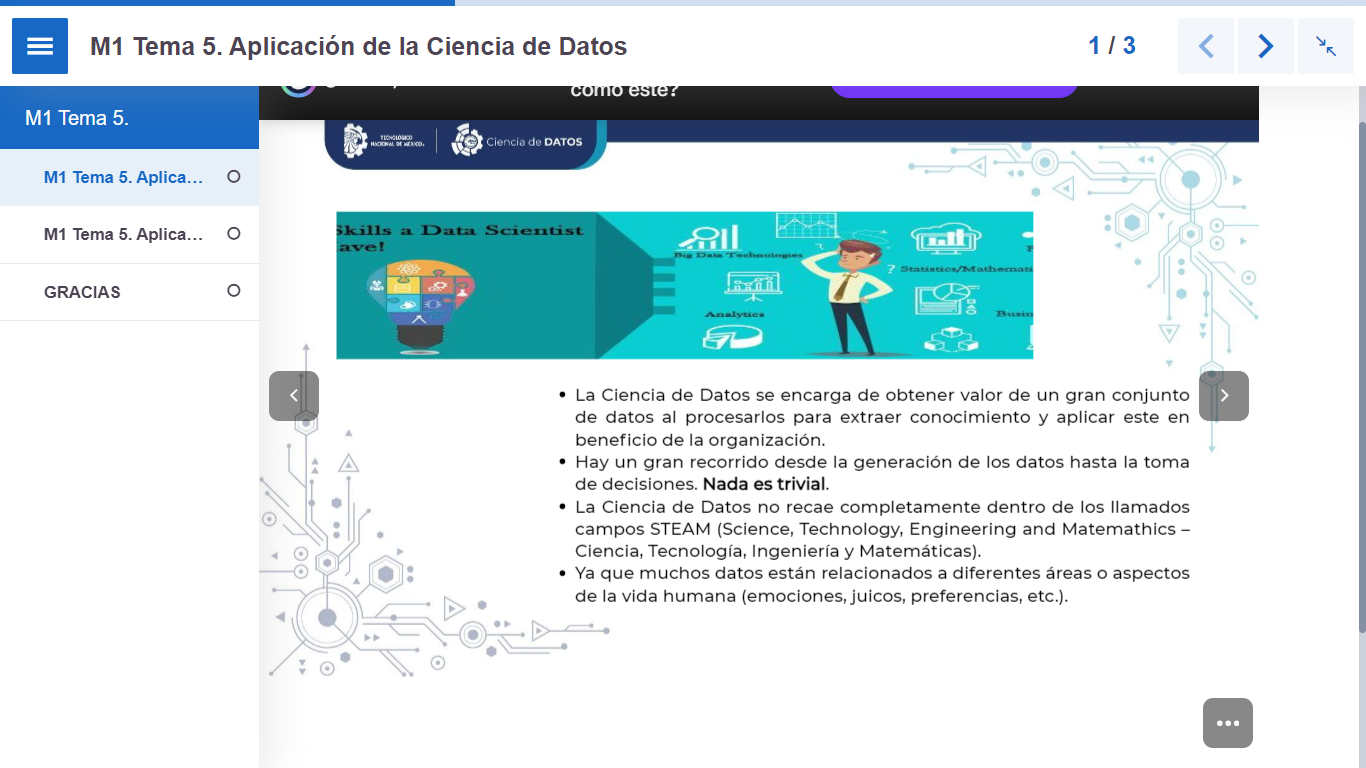 M1 Tema 5. Aplicación de la Ciencia de Datos
1 / 3
M1 Tema 5.
M1 Tema 5. Aplica...
M1 Tema 5. Aplica...
GRACIAS
como este?
TECNOLÓGICO
NACIONAL DE MÉXICO
Ciencia de DATOS
Skills a Data Scientist
ave!
Big Data Technologies
?
Statistics/Mathemati
Analytics
Busin
• La Ciencia de Datos se encarga de obtener valor de un gran conjunto
de datos al procesarlos para extraer conocimiento y aplicar este en
beneficio de la organización.
• Hay un gran recorrido desde la generación de los datos hasta la toma
de decisiones. Nada es trivial.
• La Ciencia de Datos no recae completamente dentro de los llamados
campos STEAM (Science, Technology, Engineering and Matemathics –
Ciencia, Tecnología, Ingeniería y Matemáticas).
• Ya que muchos datos están relacionados a diferentes áreas o aspectos
de la vida humana (emociones, juicos, preferencias, etc.).